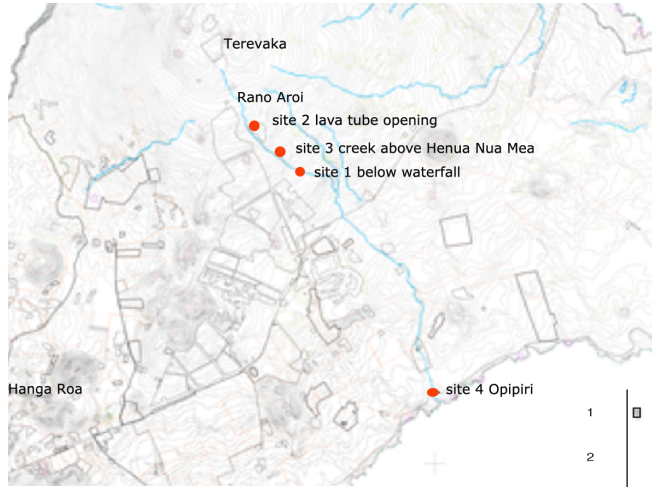 Terevaka
Rano Aroi
site 2 lava tube opening
site 3 creek above Henua Nua Mea
site 1 below waterfall
Hanga Roa
site 4 Opipiri
1
2